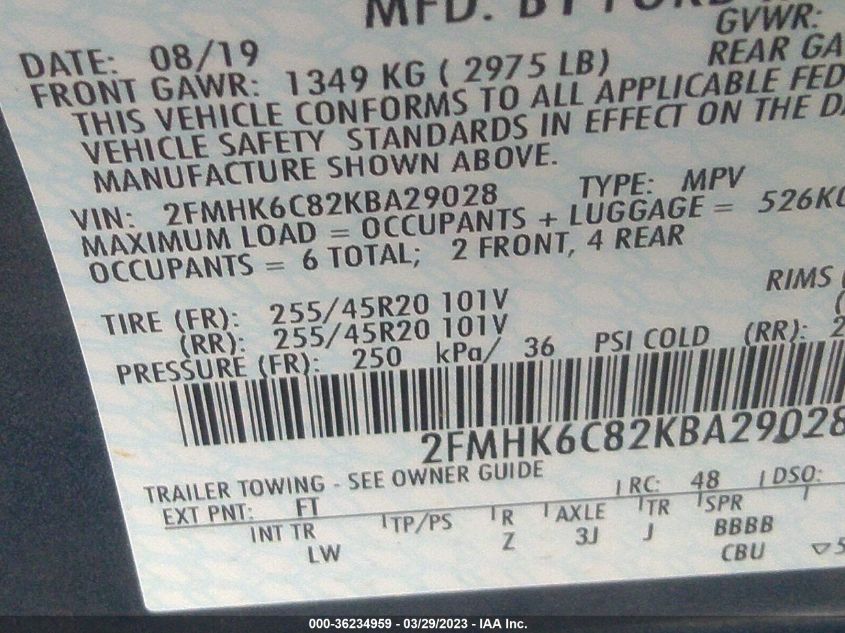 MFD. BY FORD
GVWR:
DATE: 08/19
REAR GA
FRONT GAWR: 1349 KG ( 2975 LB)
THIS VEHICLE CONFORMS TO ALL APPLICABLE FED
VEHICLE SAFETY STANDARDS IN EFFECT ON THE DA
MANUFACTURE SHOWN ABOVE.
VIN: 2FMHK6C82KBA29028 TYPE: MPV
MAXIMUM LOAD = OCCUPANTS + LUGGAGE = 526KG
OCCUPANTS = 6 TOTAL; 2 FRONT, 4 REAR
RIMS (
TIRE (FR): 255/45R20 101V
(RR): 255/45R20 101V
PRESSURE (FR): 250 kPa/ 36 PSI COLD (RR): 2
2FMHK6C82KBA29028
TRAILER TOWING - SEE OWNER GUIDE
EXT PNT: FT RC: 48 DSO:
INT TR TP/PS R AXLE TR SPR
LW Z 3J J BBBB
CBU 5
000-36234959 — 03/29/2023 — IAA Inc.